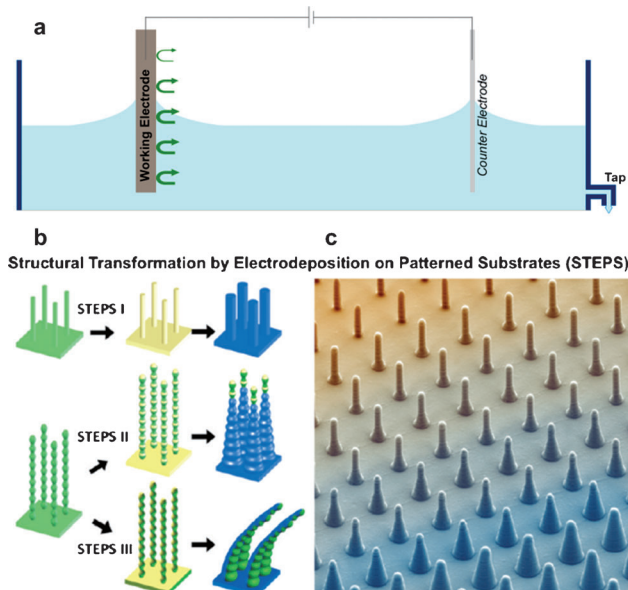 a
Working Electrode
Counter Electrode
Tap
b
c
Structural Transformation by Electrodeposition on Patterned Substrates (STEPS)
STEPS I
STEPS II
STEPS III